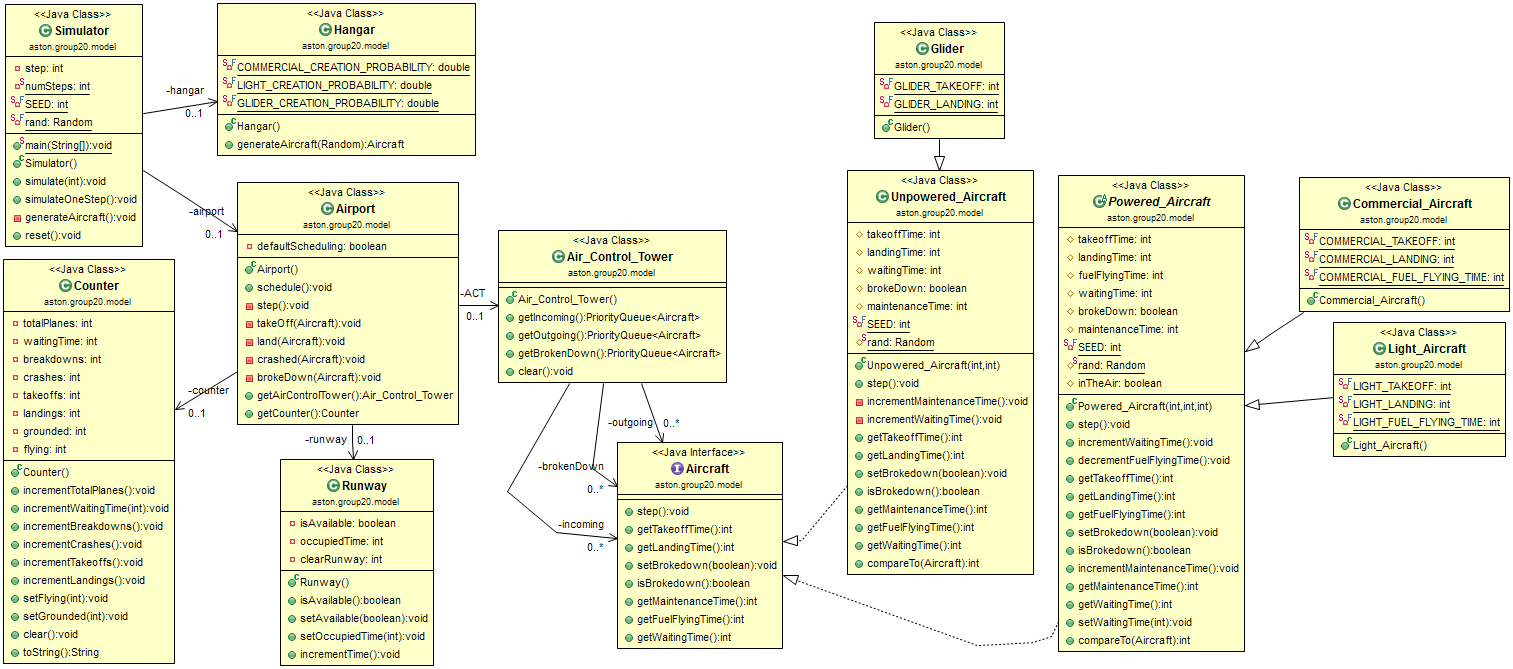 <<Java Class>>
Simulator
aston.group20.model
step: int
numSteps: int
SEED: int
rand: Random
main(String[]):void
Simulator()
simulate(int):void
simulateOneStep():void
generateAircraft():void
reset():void
-hangar
0..1
<<Java Class>>
Hangar
aston.group20.model
COMMERCIAL_CREATION_PROBABILITY: double
LIGHT_CREATION_PROBABILITY: double
GLIDER_CREATION_PROBABILITY: double
Hangar()
generateAircraft(Random):Aircraft
-airport
0..1
<<Java Class>>
Airport
aston.group20.model
defaultScheduling: boolean
Airport()
schedule():void
step():void
takeOff(Aircraft):void
land(Aircraft):void
crashed(Aircraft):void
brokeDown(Aircraft):void
getAirControlTower():Air_Control_Tower
getCounter():Counter
-counter
0..1
<<Java Class>>
Counter
aston.group20.model
totalPlanes: int
waitingTime: int
breakdowns: int
crashes: int
takeoffs: int
landings: int
grounded: int
flying: int
Counter()
incrementTotalPlanes():void
incrementWaitingTime(int):void
incrementBreakdowns():void
incrementCrashes():void
incrementTakeoffs():void
incrementLandings():void
setFlying(int):void
setGrounded(int):void
clear():void
toString():String
-runway
0..1
<<Java Class>>
Runway
aston.group20.model
isAvailable: boolean
occupiedTime: int
clearRunway: int
Runway()
isAvailable():boolean
setAvailable(boolean):void
setOccupiedTime(int):void
incrementTime():void
-ACT
0..1
<<Java Class>>
Air_Control_Tower
aston.group20.model
Air_Control_Tower()
getIncoming():PriorityQueue<Aircraft>
getOutgoing():PriorityQueue<Aircraft>
getBrokenDown():PriorityQueue<Aircraft>
clear():void
-outgoing
0..*
-brokenDown
0..*
-incoming
0..*
<<Java Interface>>
Aircraft
aston.group20.model
step():void
getTakeoffTime():int
getLandingTime():int
setBrokedown(boolean):void
isBrokedown():boolean
getMaintenanceTime():int
getFuelFlyingTime():int
getWaitingTime():int
<<Java Class>>
Glider
aston.group20.model
GLIDER_TAKEOFF: int
GLIDER_LANDING: int
Glider()
<<Java Class>>
Unpowered_Aircraft
aston.group20.model
takeoffTime: int
landingTime: int
waitingTime: int
brokeDown: boolean
maintenanceTime: int
SEED: int
rand: Random
Unpowered_Aircraft(int,int)
step():void
incrementMaintenanceTime():void
incrementWaitingTime():void
getTakeoffTime():int
getLandingTime():int
setBrokedown(boolean):void
isBrokedown():boolean
getMaintenanceTime():int
getFuelFlyingTime():int
getWaitingTime():int
compareTo(Aircraft):int
<<Java Class>>
Powered_Aircraft
aston.group20.model
takeoffTime: int
landingTime: int
fuelFlyingTime: int
waitingTime: int
brokeDown: boolean
maintenanceTime: int
SEED: int
rand: Random
inTheAir: boolean
Powered_Aircraft(int,int,int)
step():void
incrementWaitingTime():void
decrementFuelFlyingTime():void
getTakeoffTime():int
getLandingTime():int
getFuelFlyingTime():int
setBrokedown(boolean):void
isBrokedown():boolean
incrementMaintenanceTime():void
getMaintenanceTime():int
getWaitingTime():int
setWaitingTime(int):void
compareTo(Aircraft):int
<<Java Class>>
Commercial_Aircraft
aston.group20.model
COMMERCIAL_TAKEOFF: int
COMMERCIAL_LANDING: int
COMMERCIAL_FUEL_FLYING_TIME: int
Commercial_Aircraft()
<<Java Class>>
Light_Aircraft
aston.group20.model
LIGHT_TAKEOFF: int
LIGHT_LANDING: int
LIGHT_FUEL_FLYING_TIME: int
Light_Aircraft()